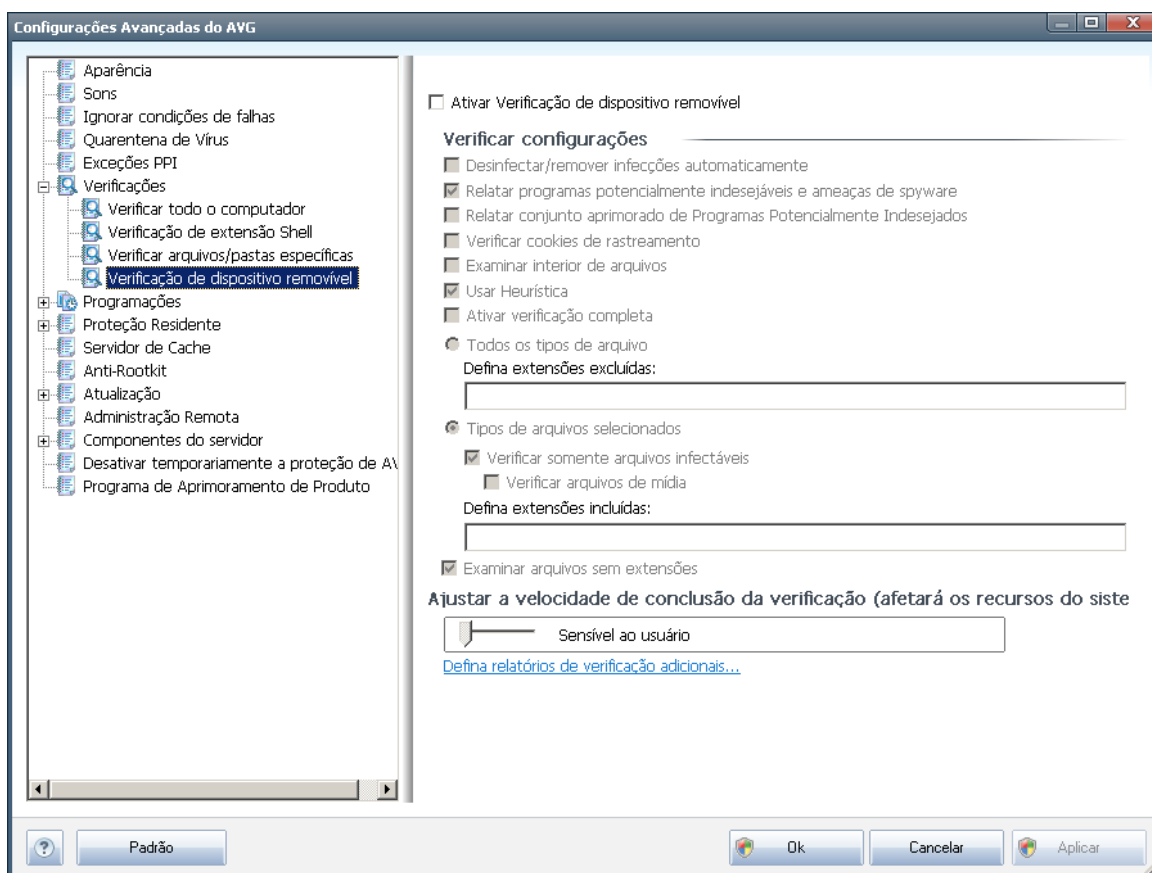 Configurações Avançadas do AVG
Aparência
Sons
Ignorar condições de falhas
Quarentena de Vírus
Exceções PPI
Verificações
Verificar todo o computador
Verificação de extensão Shell
Verificar arquivos/pastas específicas
Verificação de dispositivo removível
Programações
Proteção Residente
Servidor de Cache
Anti-Rootkit
Atualização
Administração Remota
Componentes do servidor
Desativar temporariamente a proteção de AV
Programa de Aprimoramento de Produto
Ativar Verificação de dispositivo removível
Verificar configurações
Desinfectar/remover infecções automaticamente
Relatar programas potencialmente indesejáveis e ameaças de spyware
Relatar conjunto aprimorado de Programas Potencialmente Indesejados
Verificar cookies de rastreamento
Examinar interior de arquivos
Usar Heurística
Ativar verificação completa
Todos os tipos de arquivo
Defina extensões excluídas:
Tipos de arquivos selecionados
Verificar somente arquivos infectáveis
Verificar arquivos de mídia
Defina extensões incluídas:
Examinar arquivos sem extensões
Ajustar a velocidade de conclusão da verificação (afetará os recursos do siste
Sensível ao usuário
Defina relatórios de verificação adicionais...
? Padrão Ok Cancelar Aplicar